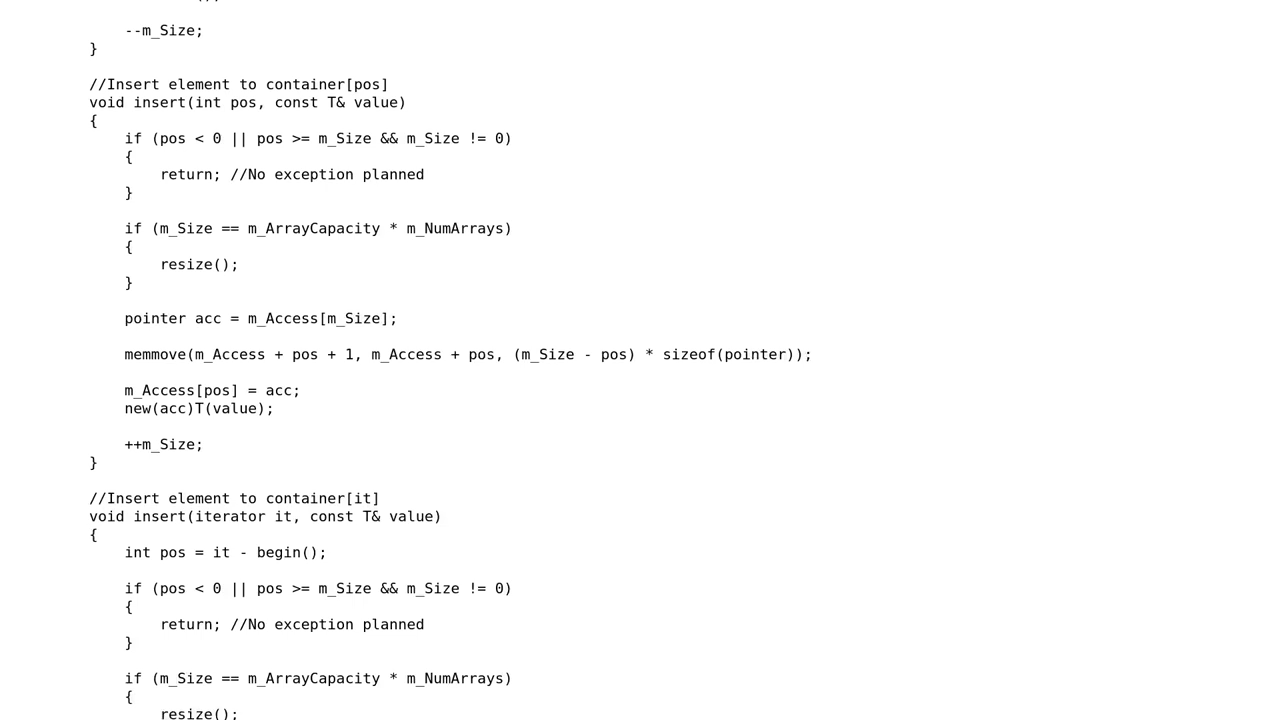 --m_Size;
}
//Insert element to container[pos]
void insert(int pos, const T& value)
{
if (pos < 0 || pos >= m_Size && m_Size != 0)
{
return; //No exception planned
}
if (m_Size == m_ArrayCapacity * m_NumArrays)
{
resize();
}
pointer acc = m_Access[m_Size];
memmove(m_Access + pos + 1, m_Access + pos, (m_Size - pos) * sizeof(pointer));
m_Access[pos] = acc;
new(acc)T(value);
++m_Size;
}
//Insert element to container[it]
void insert(iterator it, const T& value)
{
int pos = it - begin();
if (pos < 0 || pos >= m_Size && m_Size != 0)
{
return; //No exception planned
}
if (m_Size == m_ArrayCapacity * m_NumArrays)
{
resize();